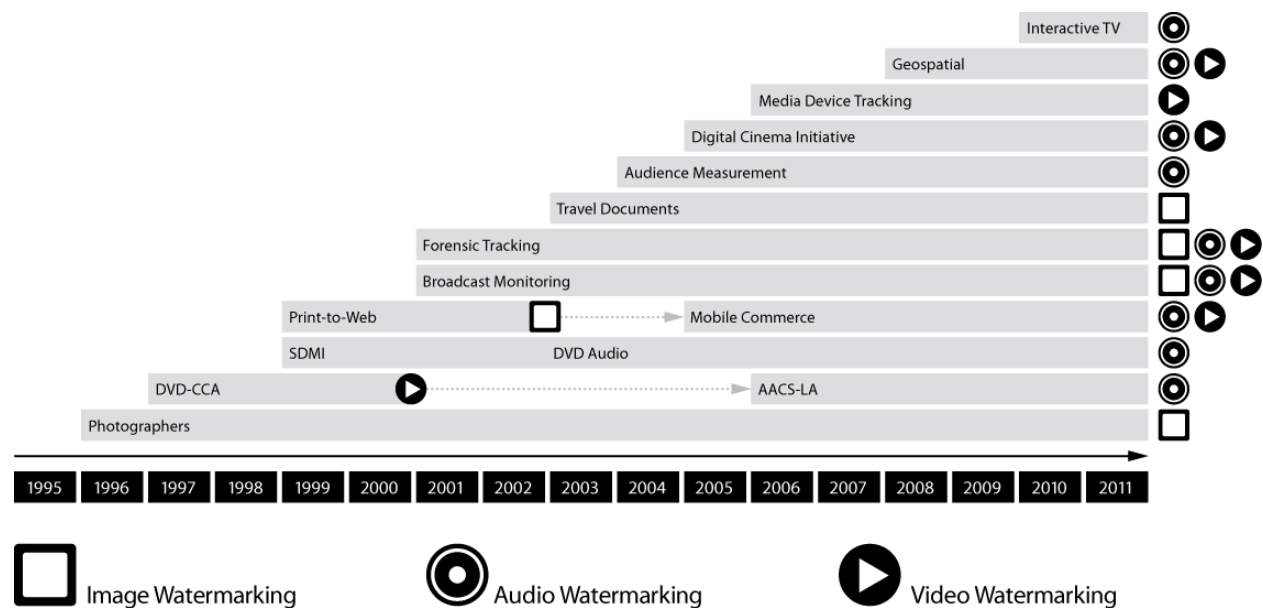 Interactive TV
Geospatial
Media Device Tracking
Digital Cinema Initiative
Audience Measurement
Travel Documents
Forensic Tracking
Broadcast Monitoring
Print-to-Web Mobile Commerce
SDMI DVD Audio
DVD-CCA AACS-LA
Photographers
1995 1996 1997 1998 1999 2000 2001 2002 2003 2004 2005 2006 2007 2008 2009 2010 2011
Image Watermarking Audio Watermarking Video Watermarking